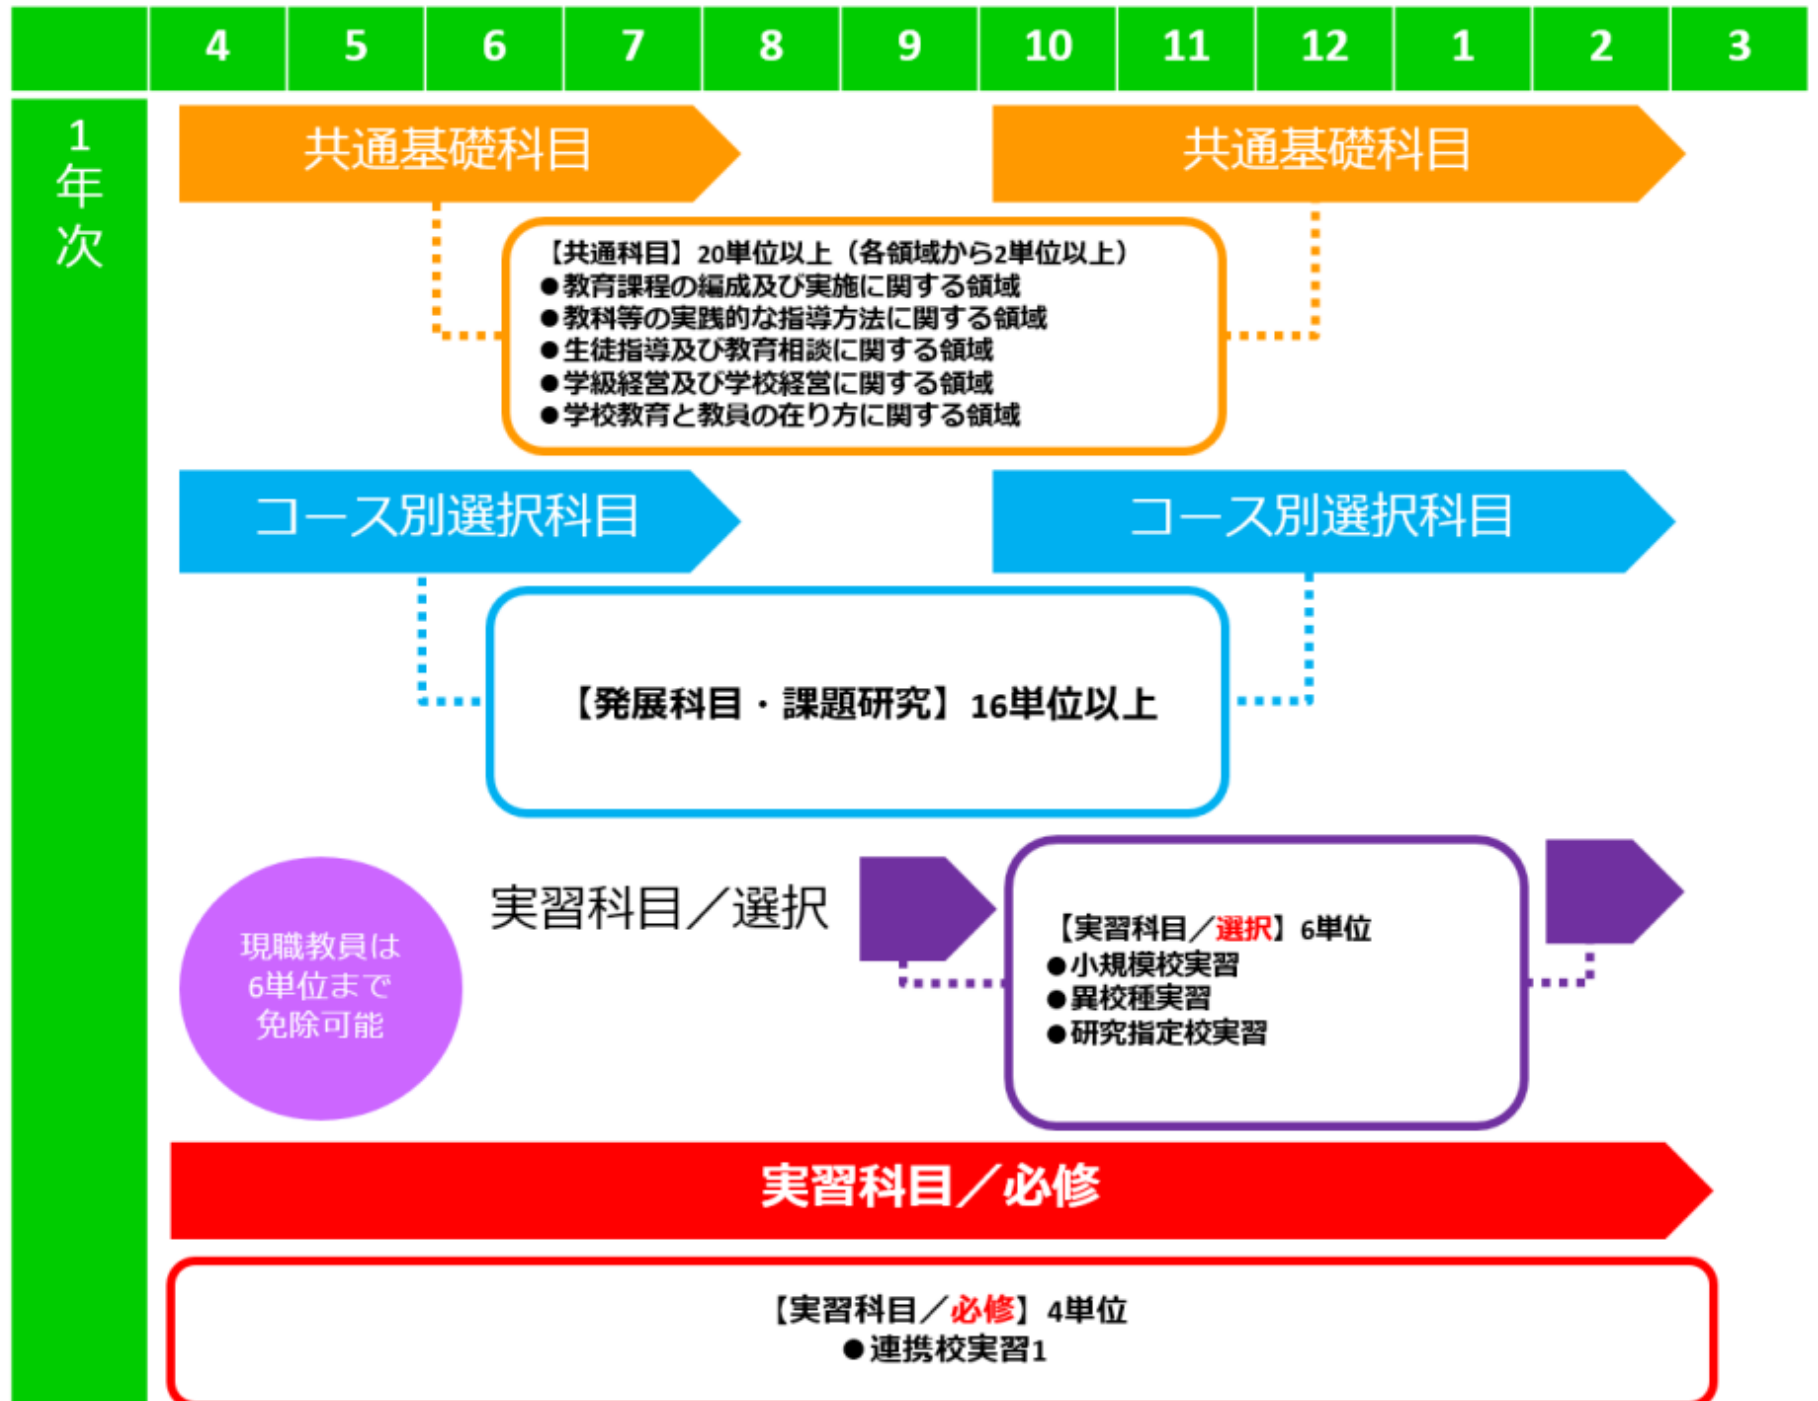 4 5 6 7 8 9 10 11 12 1 2 3
1年次
共通基礎科目
共通基礎科目
【共通科目】20単位以上（各領域から2単位以上）
●教育課程の編成及び実施に関する領域
●教科等の実践的な指導方法に関する領域
●生徒指導及び教育相談に関する領域
●学級経営及び学校経営に関する領域
●学校教育と教員の在り方に関する領域
コース別選択科目
コース別選択科目
【発展科目・課題研究】16単位以上
現職教員は
6単位まで
免除可能
実習科目／選択
【実習科目／選択】6単位
●小規模校実習
●異校種実習
●研究指定校実習
実習科目／必修
【実習科目／必修】4単位
●連携校実習1